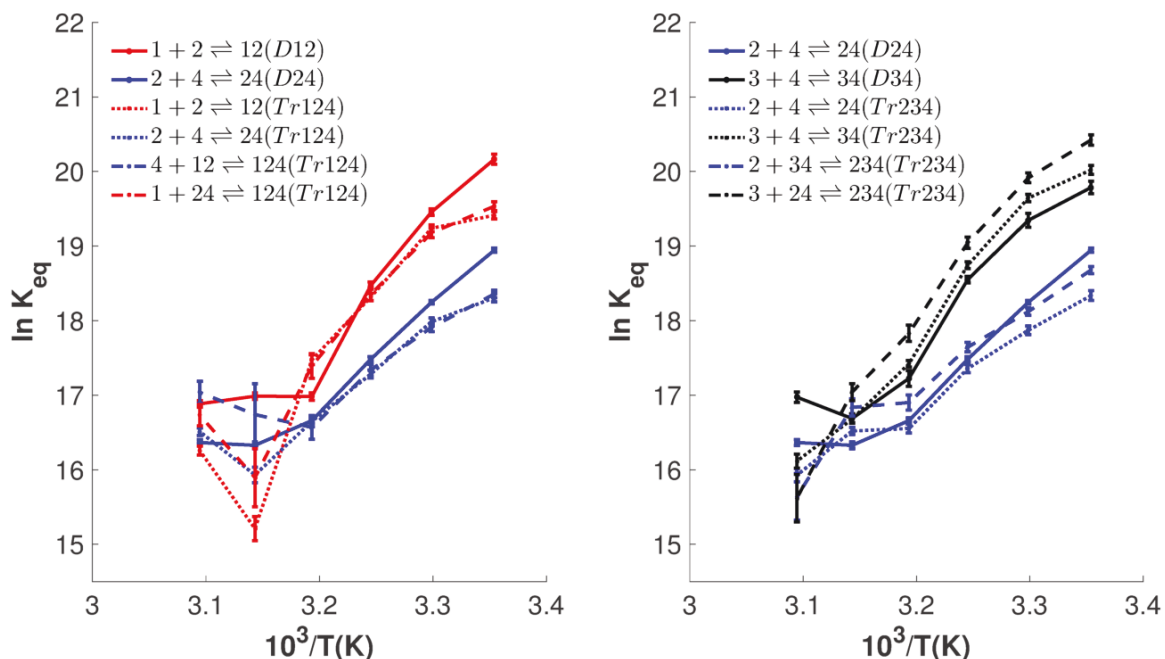 22
21
20
19
18
17
16
15
ln K_eq
1 + 2 ⇌ 12(D12)
2 + 4 ⇌ 24(D24)
1 + 2 ⇌ 12(Tr124)
2 + 4 ⇌ 24(Tr124)
4 + 12 ⇌ 124(Tr124)
1 + 24 ⇌ 124(Tr124)
3
3.1
3.2
3.3
3.4
10³/T(K)
22
21
20
19
18
17
16
15
ln K_eq
2 + 4 ⇌ 24(D24)
3 + 4 ⇌ 34(D34)
2 + 4 ⇌ 24(Tr234)
3 + 4 ⇌ 34(Tr234)
2 + 34 ⇌ 234(Tr234)
3 + 24 ⇌ 234(Tr234)
3
3.1
3.2
3.3
3.4
10³/T(K)